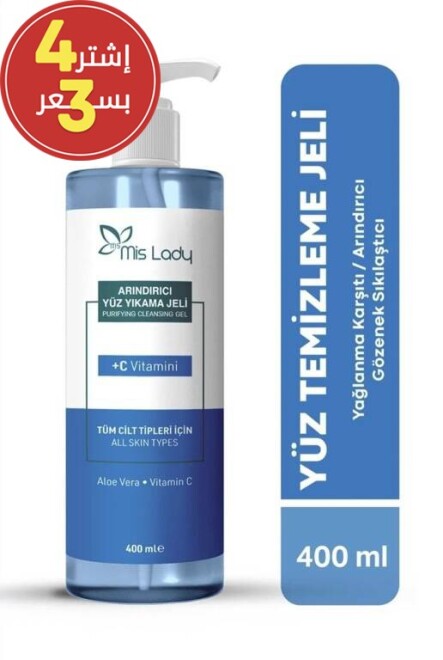 إشتر 4
بسعر 3
Mis Lady
ARINDIRICI
YÜZ YIKAMA JELİ
PURIFYING CLEANSING GEL
+C Vitamini
TÜM CİLT TİPLERİ İÇİN
ALL SKIN TYPES
Aloe Vera • Vitamin C
400 ml℮
YÜZ TEMİZLEME JELİ
Yağlanma Karşıtı / Arındırıcı
Gözenek Sıkılaştıcı
400 ml